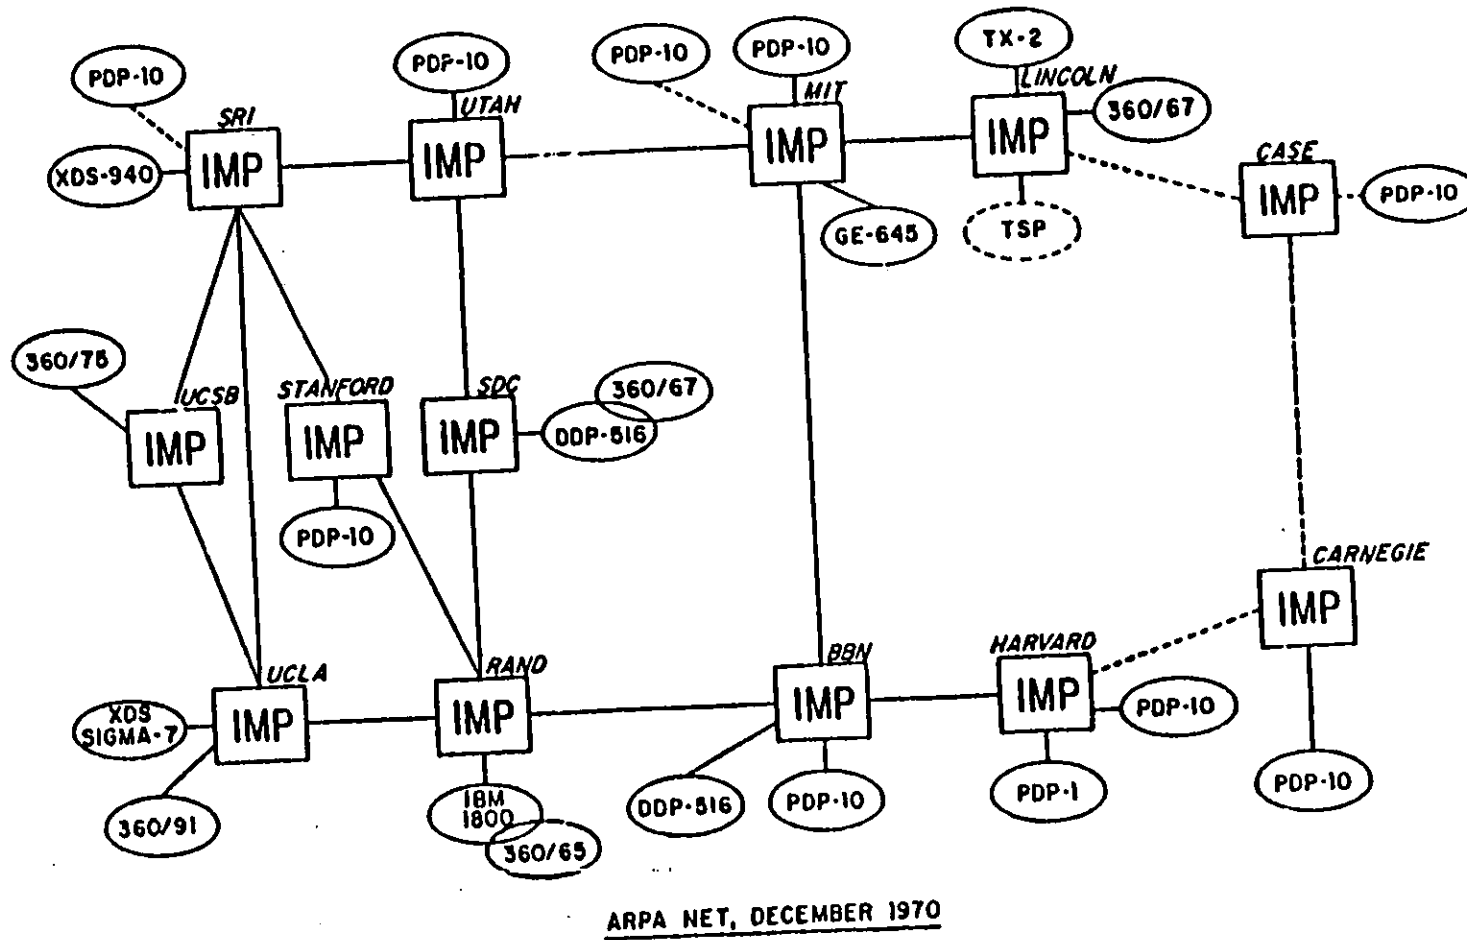 PDP-10
SRI
IMP
XDS-940
PDP-10
UTAH
IMP
PDP-10
PDP-10
MIT
IMP
GE-645
TX-2
LINCOLN
IMP
360/67
TSP
CASE
IMP
PDP-10
360/75
UCSB
IMP
STANFORD
IMP
PDP-10
SDC
IMP
360/67
DDP-516
CARNEGIE
IMP
PDP-10
UCLA
IMP
XDS
SIGMA-7
360/91
RAND
IMP
IBM
1800
360/65
BBN
IMP
DDP-516
PDP-10
HARVARD
IMP
PDP-10
PDP-1
ARPA NET, DECEMBER 1970